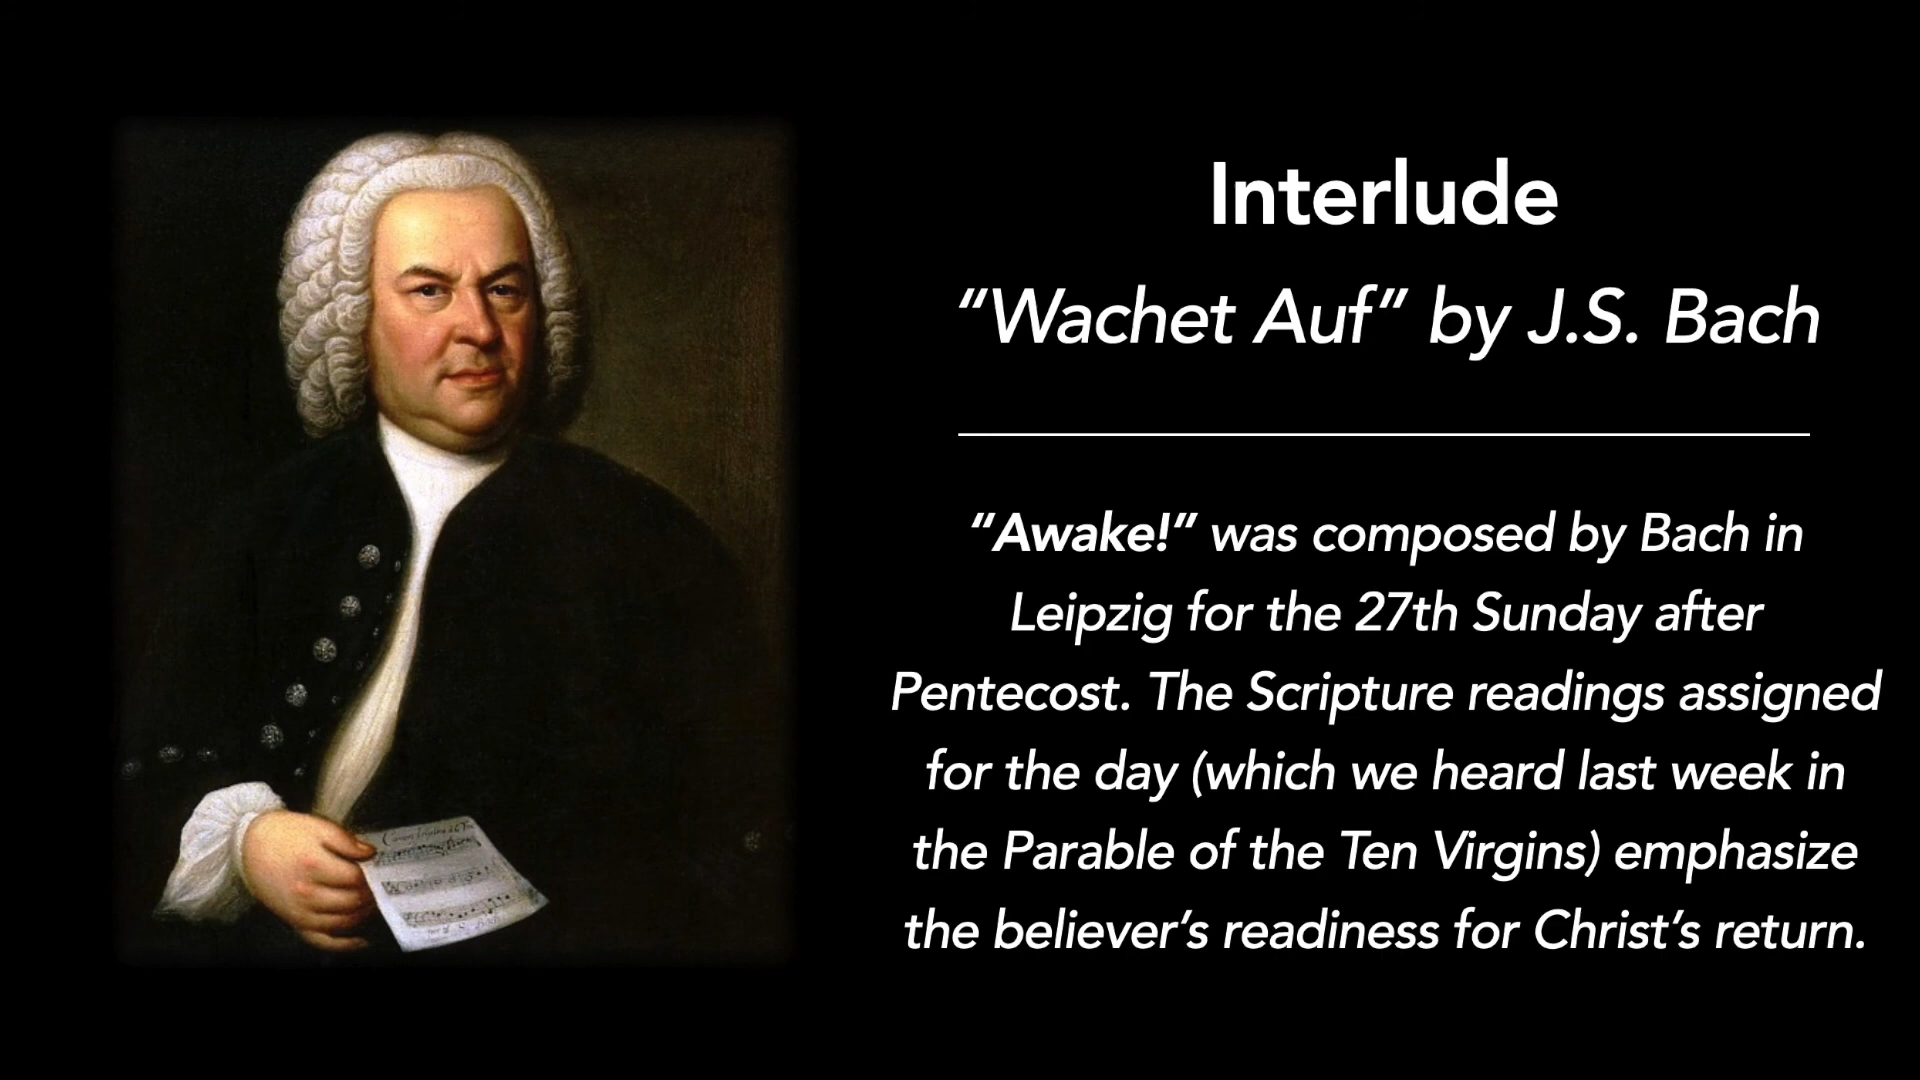 Interlude
“Wachet Auf” by J.S. Bach
“Awake!” was composed by Bach in
Leipzig for the 27th Sunday after
Pentecost. The Scripture readings assigned
for the day (which we heard last week in
the Parable of the Ten Virgins) emphasize
the believer’s readiness for Christ’s return.